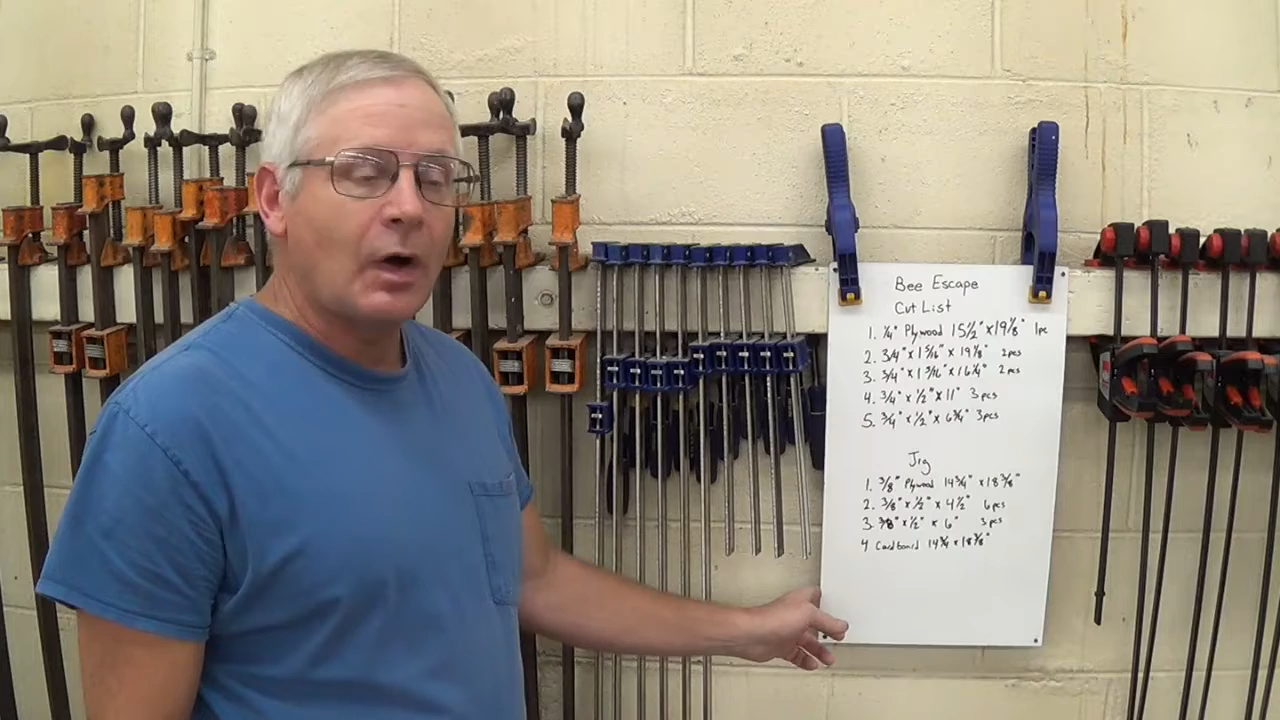 Bee Escape
Cut List
1. 1/4" Plywood 15 1/2" x 19 7/8" 1pc
2. 3/4" x 1 5/16" x 19 7/8" 2pcs
3. 3/4" x 1 3/16" x 16 1/4" 2pcs
4. 3/4" x 1/2" x 11" 3pcs
5. 3/4" x 1/2" x 6 3/4" 3pcs
Jig
1. 3/8" Plywood 14 3/4" x 18 3/8"
2. 3/8" x 1/2" x 4 1/2" 6pcs
3. 3/8" x 1/2" x 6" 3pcs
4 Cardboard 14 3/4 x 18 3/8"